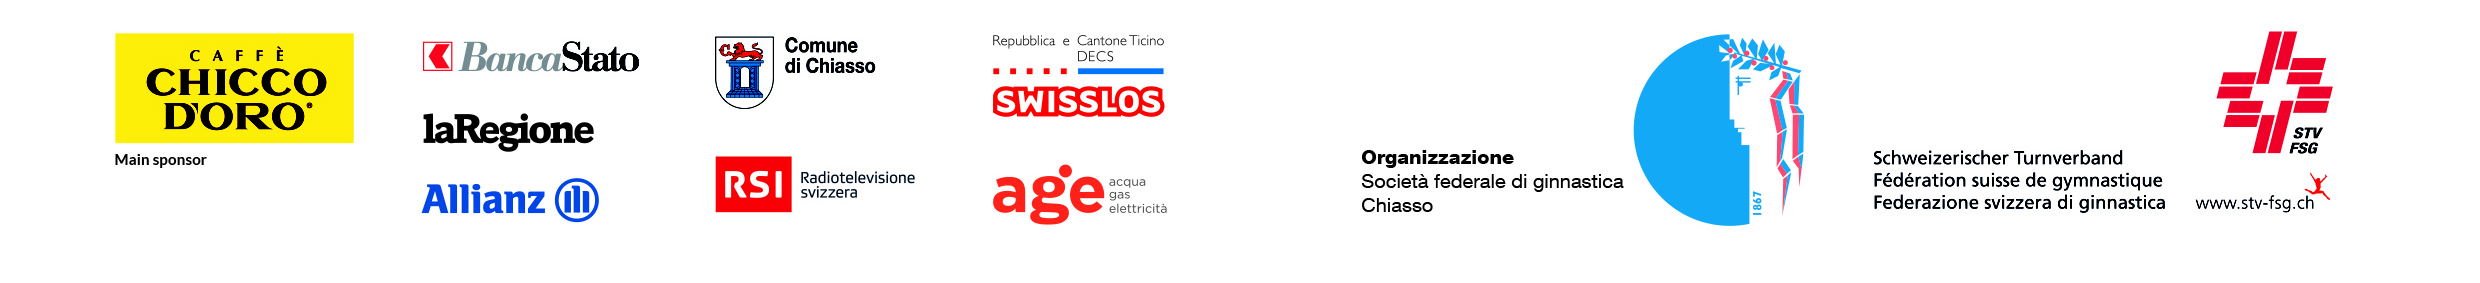 CAFFÈ
CHICCO
D'ORO®
Main sponsor
BancaStato
laRegione
Allianz
Comune
di Chiasso
RSI Radiotelevisione
svizzera
Repubblica e Cantone Ticino
DECS
SWISSLOS
age acqua
gas
elettricità
Organizzazione
Società federale di ginnastica
Chiasso
1867
Schweizerischer Turnverband
Fédération suisse de gymnastique
Federazione svizzera di ginnastica
STV
FSG
www.stv-fsg.ch